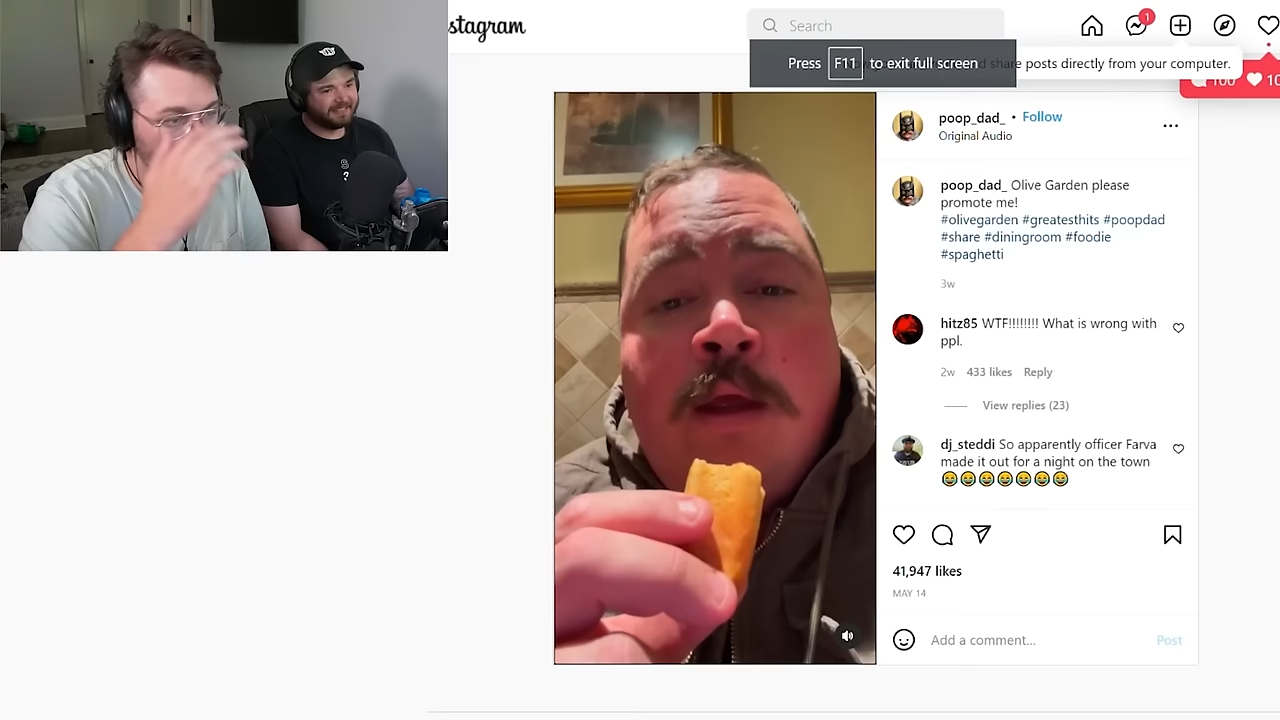 stagram
Search
1
Press F11 to exit full screen
d share posts directly from your computer.
100
10
poop_dad_ • Follow
Original Audio
poop_dad_ Olive Garden please
promote me!
#olivegarden #greatesthits #poopdad
#share #diningroom #foodie
#spaghetti
3w
hitz85 WTF!!!!!!!! What is wrong with
ppl.
2w 433 likes Reply
View replies (23)
dj_steddi So apparently officer Farva
made it out for a night on the town
😂😂😂😂😂😂😂
41,947 likes
MAY 14
Add a comment... Post